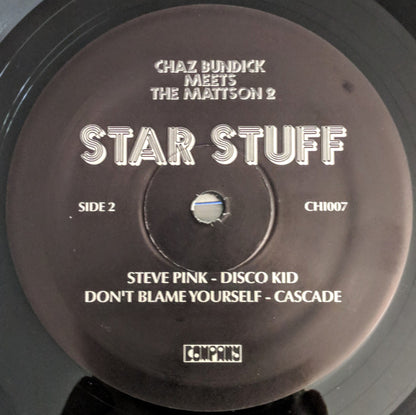 CHAZ BUNDICK
MEETS
THE MATTSON 2
STAR STUFF
SIDE 2 CHI007
STEVE PINK - DISCO KID
DON'T BLAME YOURSELF - CASCADE
COMPANY